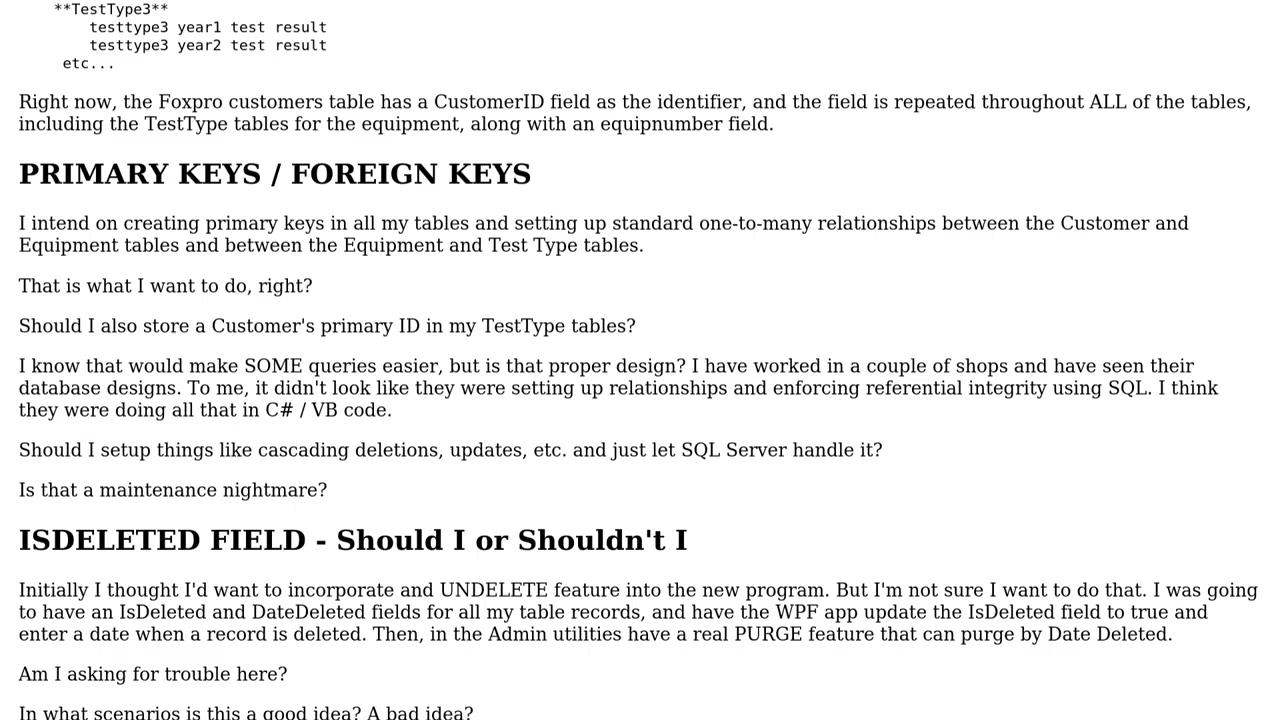 **TestType3**
testtype3 year1 test result
testtype3 year2 test result
etc...
Right now, the Foxpro customers table has a CustomerID field as the identifier, and the field is repeated throughout ALL of the tables,
including the TestType tables for the equipment, along with an equipnumber field.
PRIMARY KEYS / FOREIGN KEYS
I intend on creating primary keys in all my tables and setting up standard one-to-many relationships between the Customer and
Equipment tables and between the Equipment and Test Type tables.
That is what I want to do, right?
Should I also store a Customer's primary ID in my TestType tables?
I know that would make SOME queries easier, but is that proper design? I have worked in a couple of shops and have seen their
database designs. To me, it didn't look like they were setting up relationships and enforcing referential integrity using SQL. I think
they were doing all that in C# / VB code.
Should I setup things like cascading deletions, updates, etc. and just let SQL Server handle it?
Is that a maintenance nightmare?
ISDELETED FIELD - Should I or Shouldn't I
Initially I thought I'd want to incorporate and UNDELETE feature into the new program. But I'm not sure I want to do that. I was going
to have an IsDeleted and DateDeleted fields for all my table records, and have the WPF app update the IsDeleted field to true and
enter a date when a record is deleted. Then, in the Admin utilities have a real PURGE feature that can purge by Date Deleted.
Am I asking for trouble here?
In what scenarios is this a good idea? A bad idea?